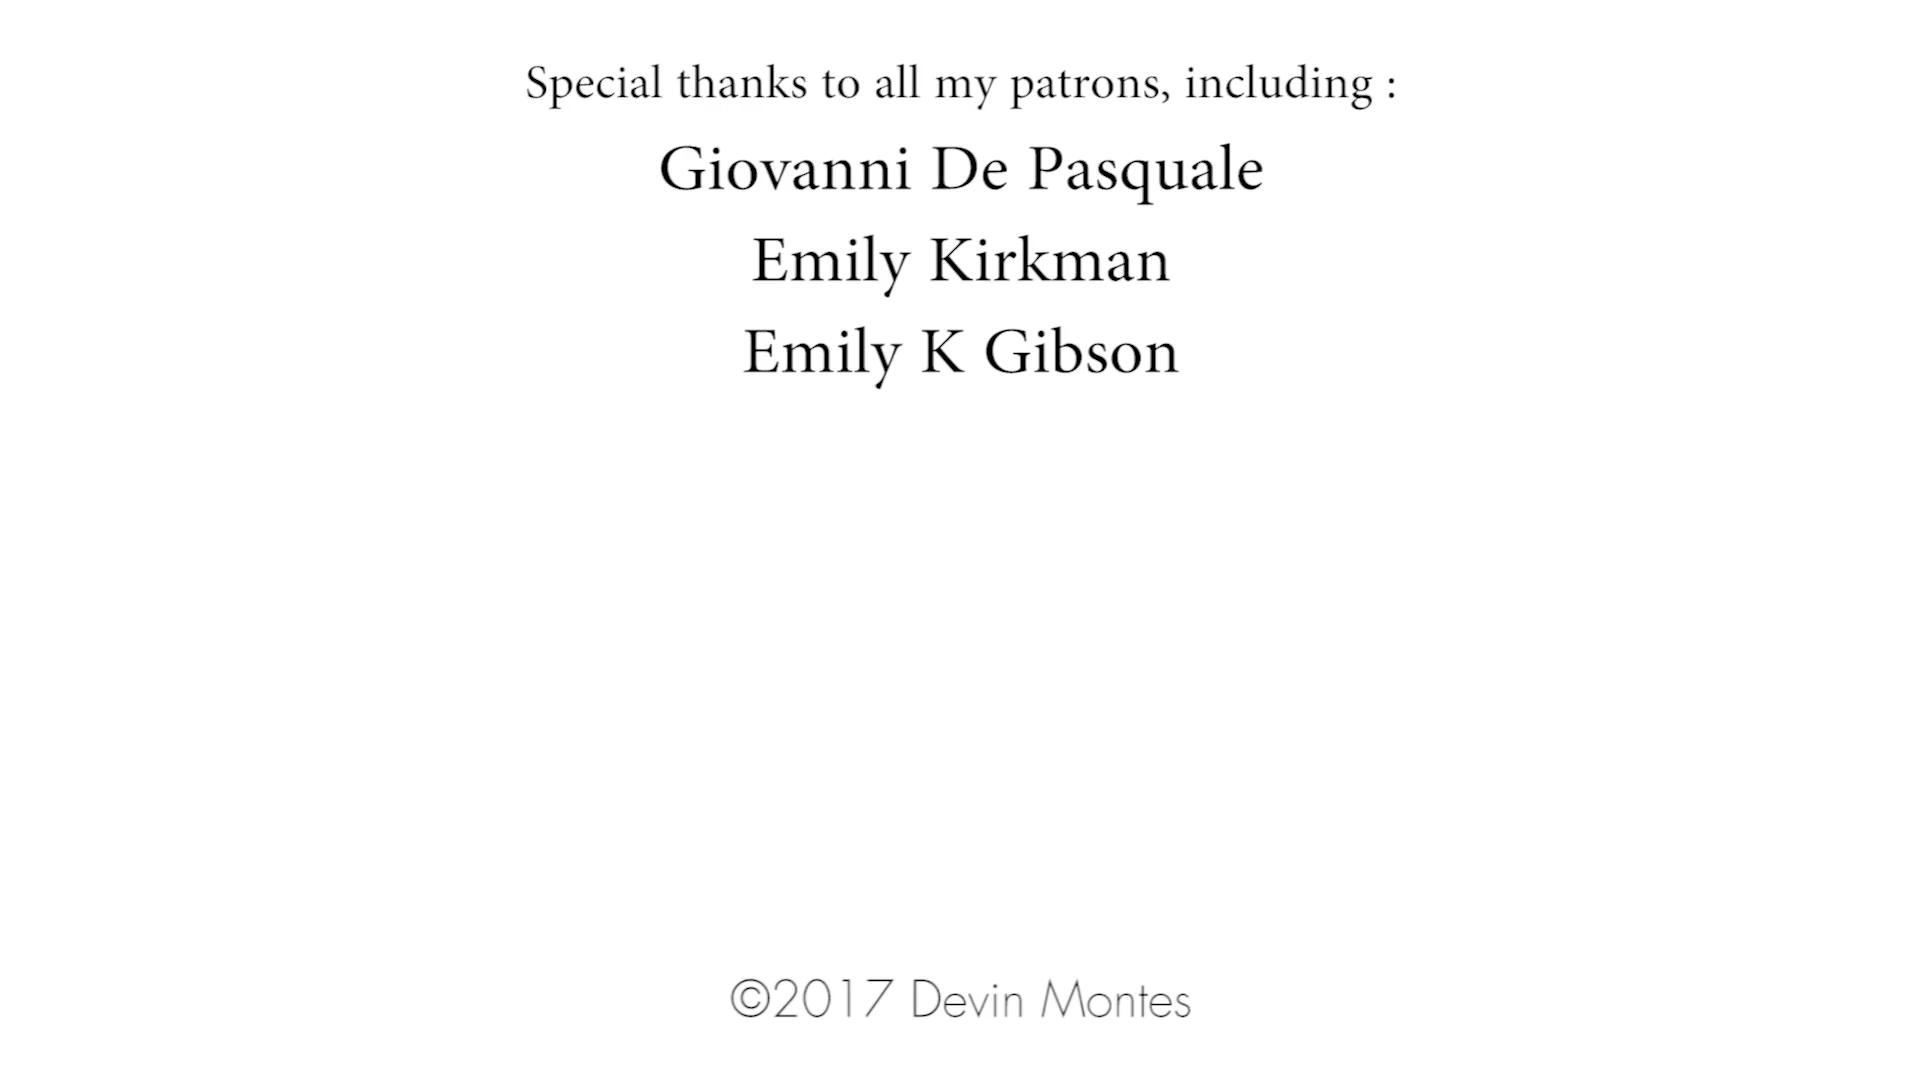 Special thanks to all my patrons, including :
Giovanni De Pasquale
Emily Kirkman
Emily K Gibson
©2017 Devin Montes